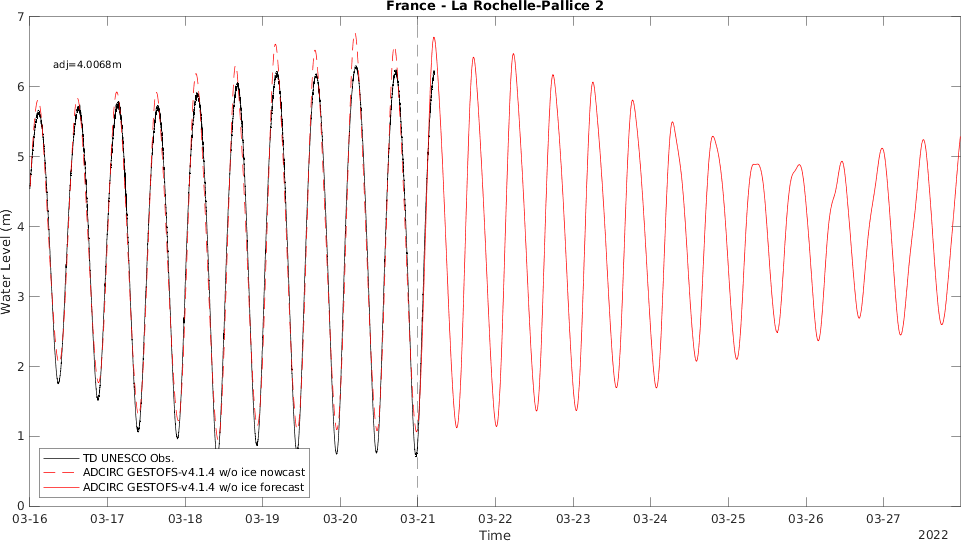 France - La Rochelle-Pallice 2
adj=4.0068m
7
6
5
4
3
2
1
0
Water Level (m)
TD UNESCO Obs.
ADCIRC GESTOFS-v4.1.4 w/o ice nowcast
ADCIRC GESTOFS-v4.1.4 w/o ice forecast
03-16 03-17 03-18 03-19 03-20 03-21 03-22 03-23 03-24 03-25 03-26 03-27
Time
2022